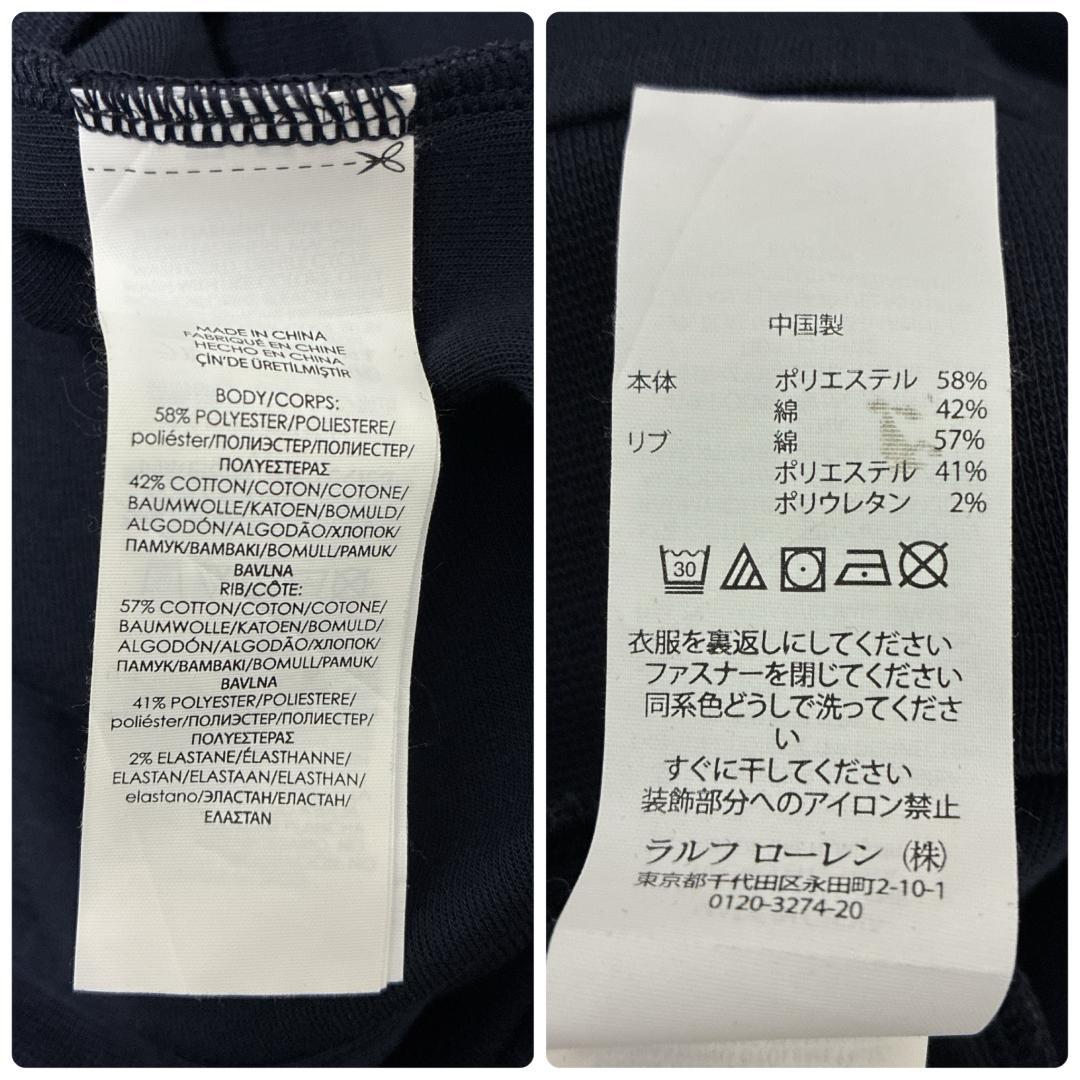 MADE IN CHINA
FABRIQUÉ EN CHINE
HECHO EN CHINA
ÇİN'DE ÜRETİLMİŞTİR
BODY/CORPS:
58% POLYESTER/POLIESTERE/
poliéster/ПОЛИЭСТЕР/ПОЛИЕСТЕР/
ΠΟΛΥΕΣΤΕΡΑΣ
42% COTTON/COTON/COTONE/
BAUMWOLLE/KATOEN/BOMULD/
ALGODÓN/ALGODÃO/ХЛОПОК/
ПАМУК/ΒΑΜΒΑΚΙ/BOMULL/PAMUK/
BAVLNA
RIB/CÔTE:
57% COTTON/COTON/COTONE/
BAUMWOLLE/KATOEN/BOMULD/
ALGODÓN/ALGODÃO/ХЛОПОК/
ПАМУК/ΒΑΜΒΑΚΙ/BOMULL/PAMUK/
BAVLNA
41% POLYESTER/POLIESTERE/
poliéster/ПОЛИЭСТЕР/ПОЛИЕСТЕР/
ΠΟΛΥΕΣΤΕΡΑΣ
2% ELASTANE/ÉLASTHANNE/
ELASTAN/ELASTAAN/ELASTHAN/
elastano/ЭЛАСТАН/ЕЛАСТАН/
ΕΛΑΣΤΑΝ
中国製
本体 ポリエステル 58%
綿 42%
リブ 綿 57%
ポリエステル 41%
ポリウレタン 2%
30
衣服を裏返しにしてください
ファスナーを閉じてください
同系色どうしで洗ってくださ
い
すぐに干してください
装飾部分へのアイロン禁止
ラルフ ローレン (株)
東京都千代田区永田町2-10-1
0120-3274-20